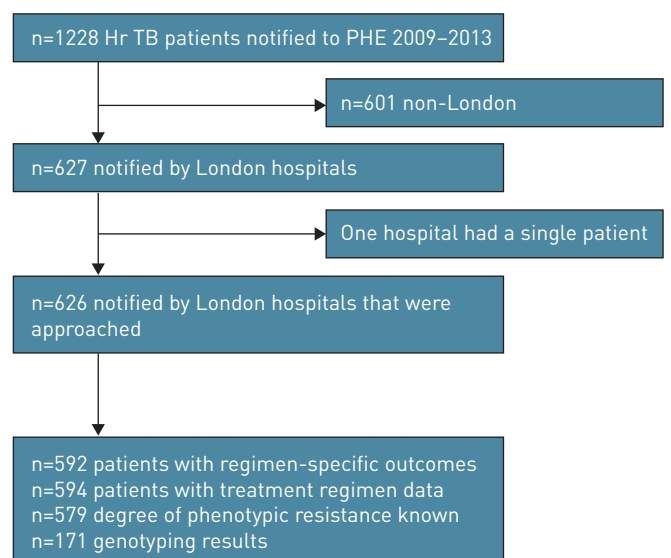 n=1228 Hr TB patients notified to PHE 2009–2013
n=601 non-London
n=627 notified by London hospitals
One hospital had a single patient
n=626 notified by London hospitals that were
approached
n=592 patients with regimen-specific outcomes
n=594 patients with treatment regimen data
n=579 degree of phenotypic resistance known
n=171 genotyping results